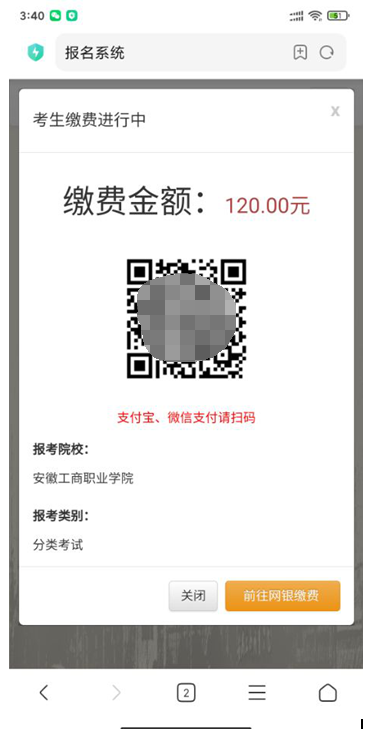 3:40
报名系统
考生缴费进行中
x
缴费金额：120.00元
支付宝、微信支付请扫码
报考院校：
安徽工商职业学院
报考类别：
分类考试
关闭
前往网银缴费
2